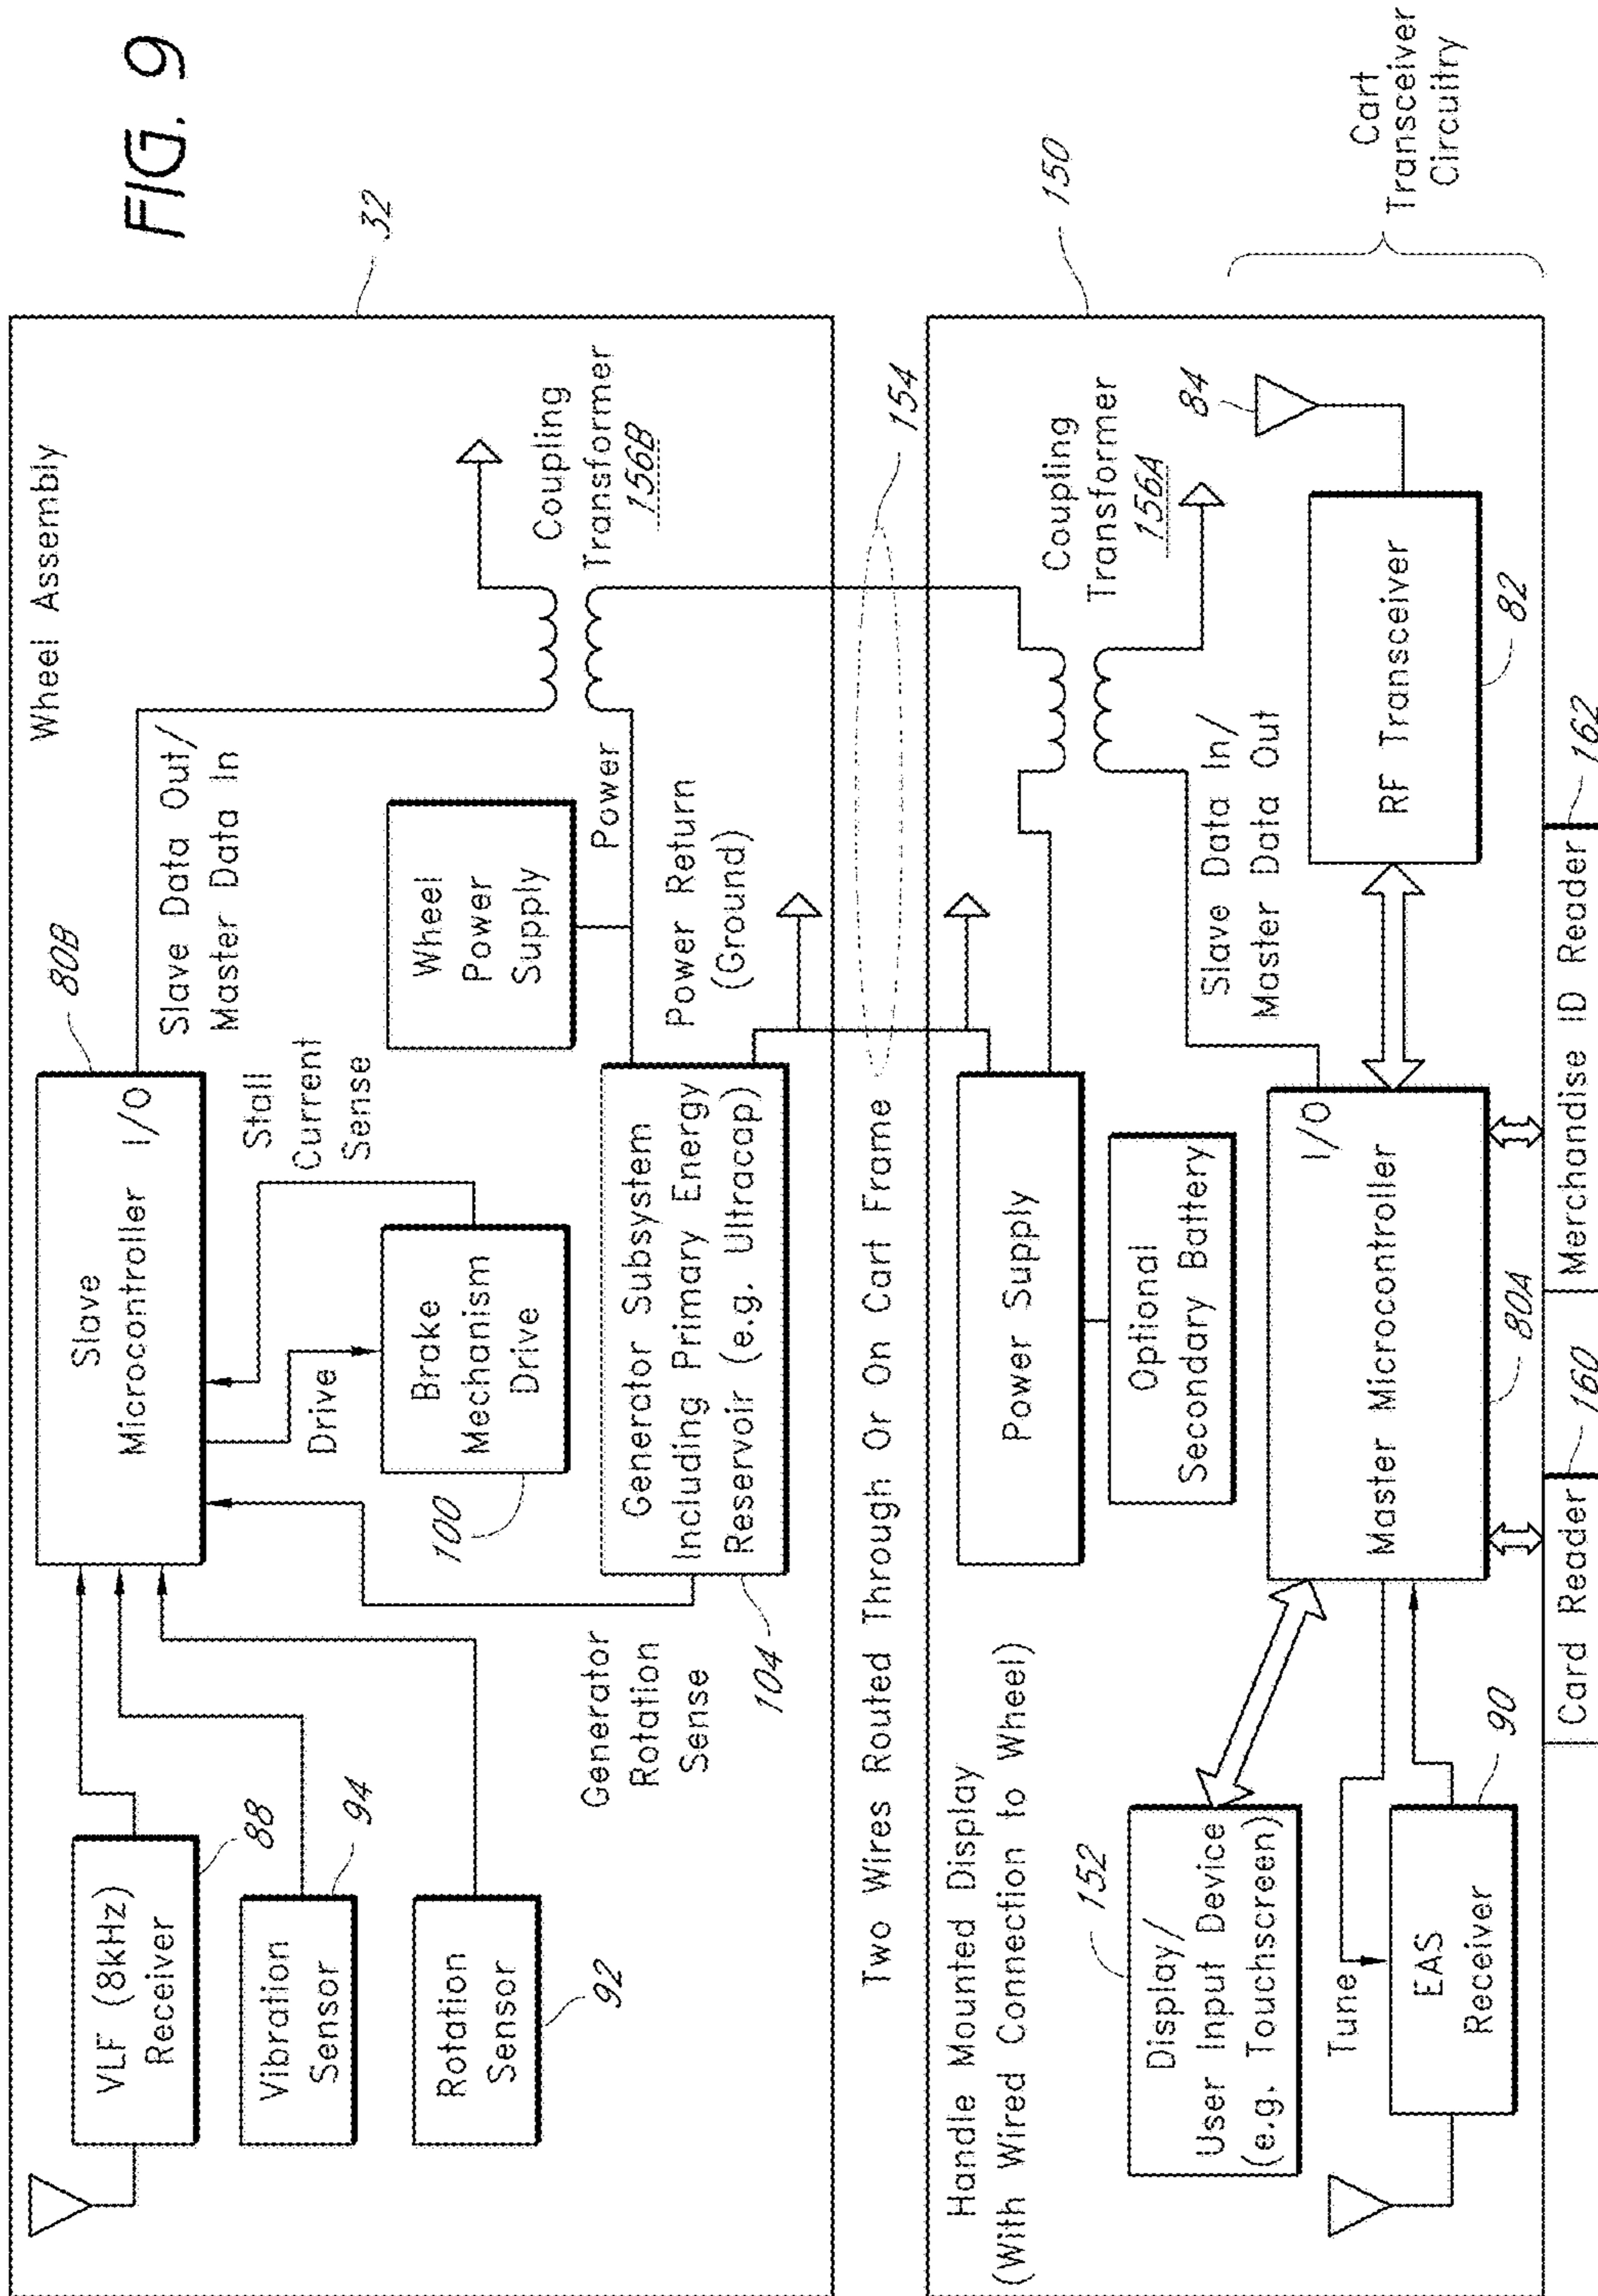 FIG. 9
Wheel Assembly
32
VLF (8kHz)
Receiver
88
Vibration
Sensor
94
Rotation
Sensor
92
Slave
Microcontroller
I/O
80B
Slave Data Out/
Master Data In
Stall
Current
Sense
Drive
Brake
Mechanism
Drive
100
Wheel
Power
Supply
Power
Coupling
Transformer
156B
Generator
Rotation
Sense
Generator Subsystem
Including Primary Energy
Reservoir (e.g. Ultracap)
104
Power Return
(Ground)
Two Wires Routed Through Or On Cart Frame
154
Handle Mounted Display
(With Wired Connection to Wheel)
150
Power Supply
Optional
Secondary Battery
Coupling
Transformer
156A
84
Display/
User Input Device
(e.g. Touchscreen)
152
Slave Data In/
Master Data Out
Master Microcontroller
I/O
80A
RF Transceiver
82
Tune
EAS
Receiver
90
Cart
Transceiver
Circuitry
Card Reader
160
Merchandise ID Reader
162